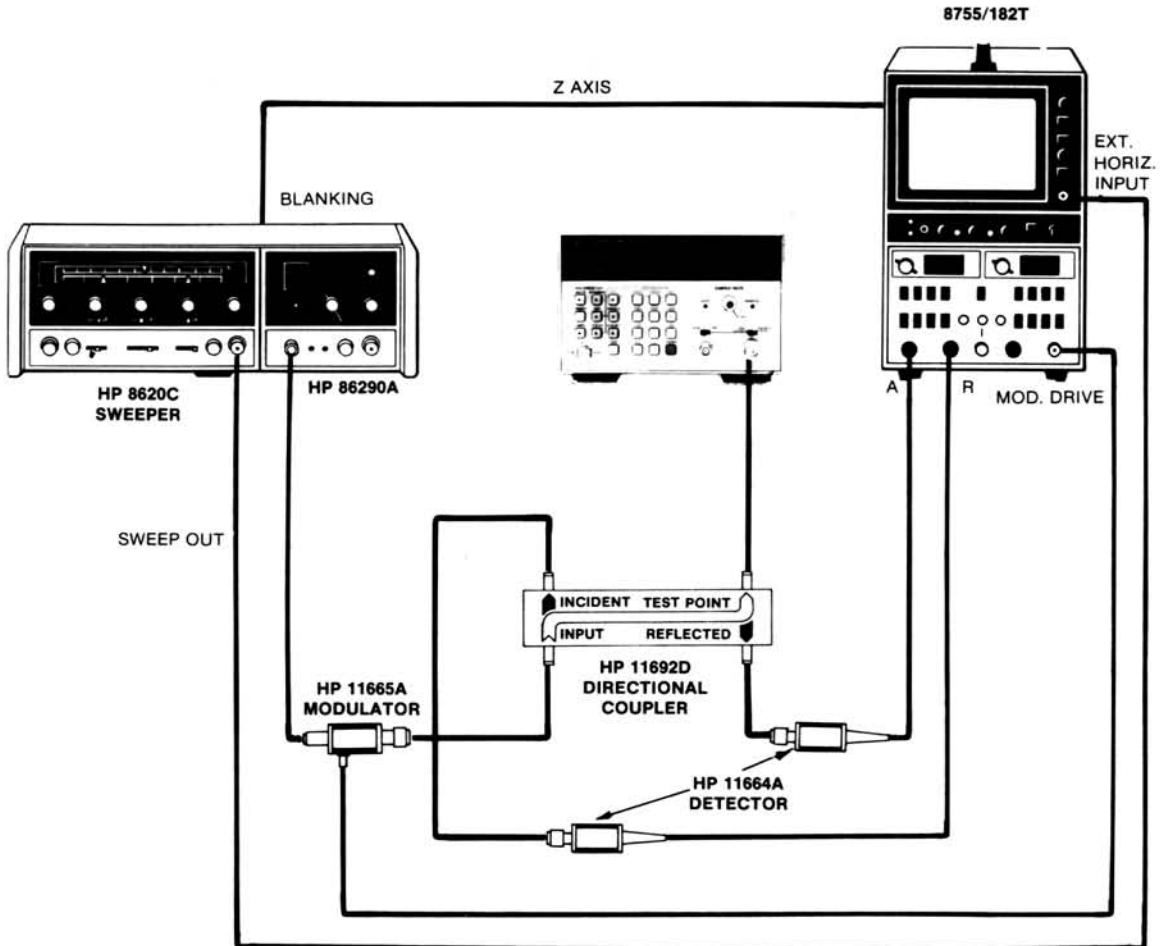 8755/182T
Z AXIS
EXT.
HORIZ.
INPUT
BLANKING
HP 8620C
SWEEPER
HP 86290A
A
R
MOD. DRIVE
SWEEP OUT
INCIDENT TEST POINT
INPUT REFLECTED
HP 11692D
DIRECTIONAL
COUPLER
HP 11665A
MODULATOR
HP 11664A
DETECTOR